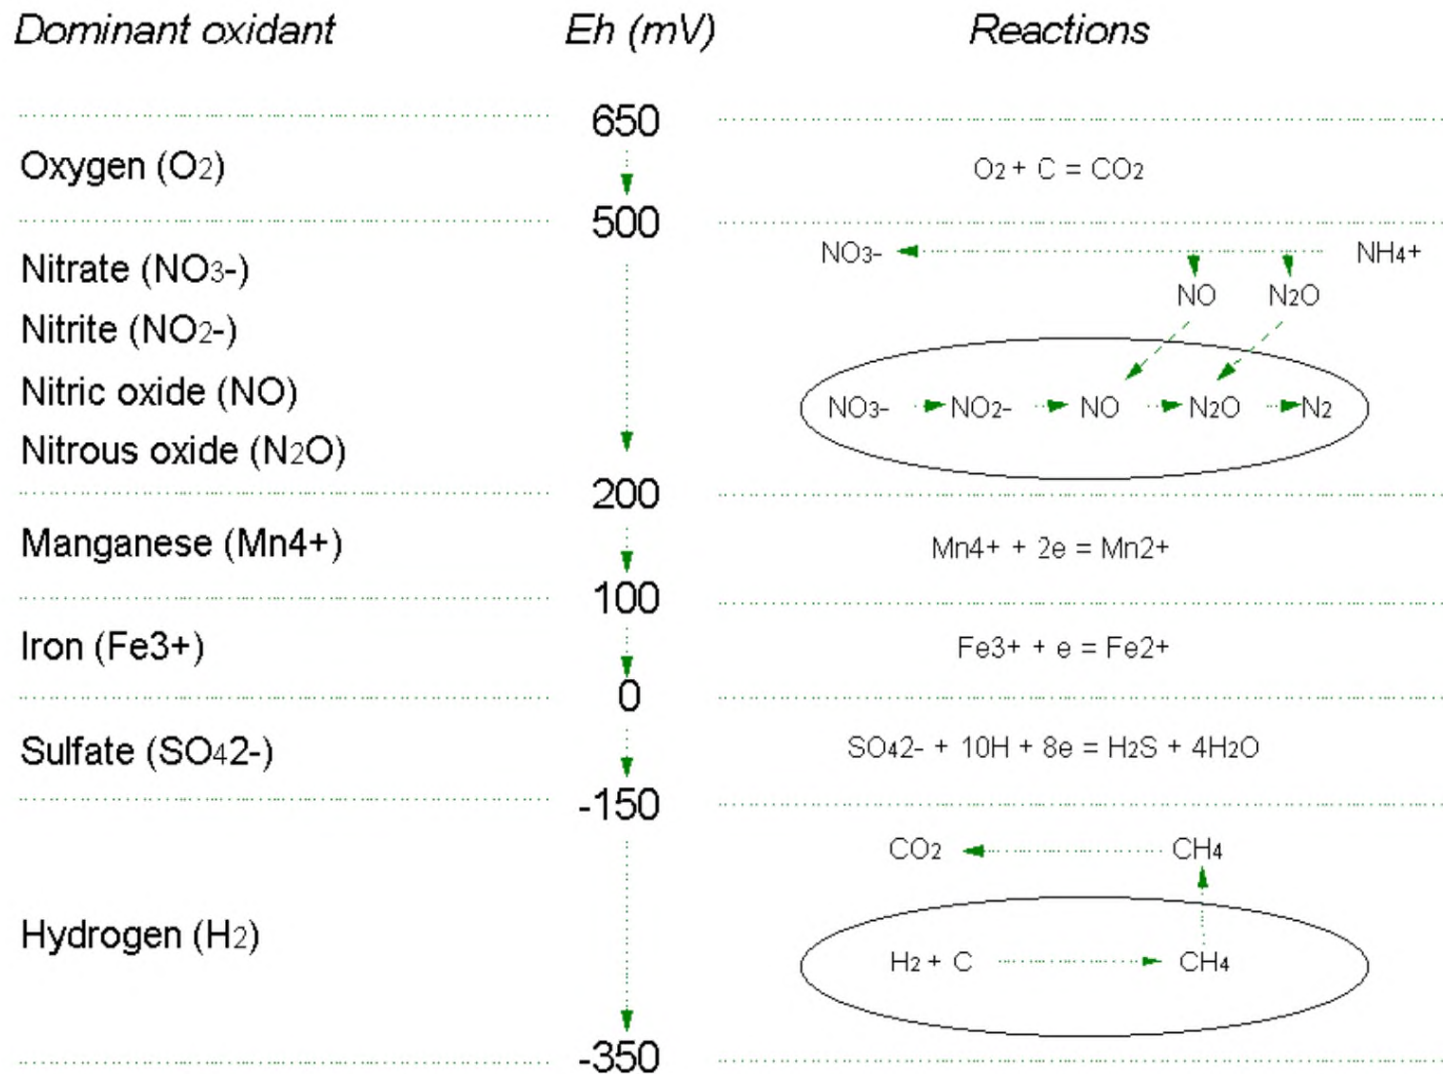 Dominant oxidant Eh (mV) Reactions
650
Oxygen (O2) O2 + C = CO2
500
NO3- NH4+
Nitrate (NO3-)
NO N2O
Nitrite (NO2-)
Nitric oxide (NO)
NO3- NO2- NO N2O N2
Nitrous oxide (N2O)
200
Manganese (Mn4+) Mn4+ + 2e = Mn2+
100
Iron (Fe3+) Fe3+ + e = Fe2+
0
Sulfate (SO42-) SO42- + 10H + 8e = H2S + 4H2O
-150
CO2 CH4
Hydrogen (H2)
H2 + C CH4
-350